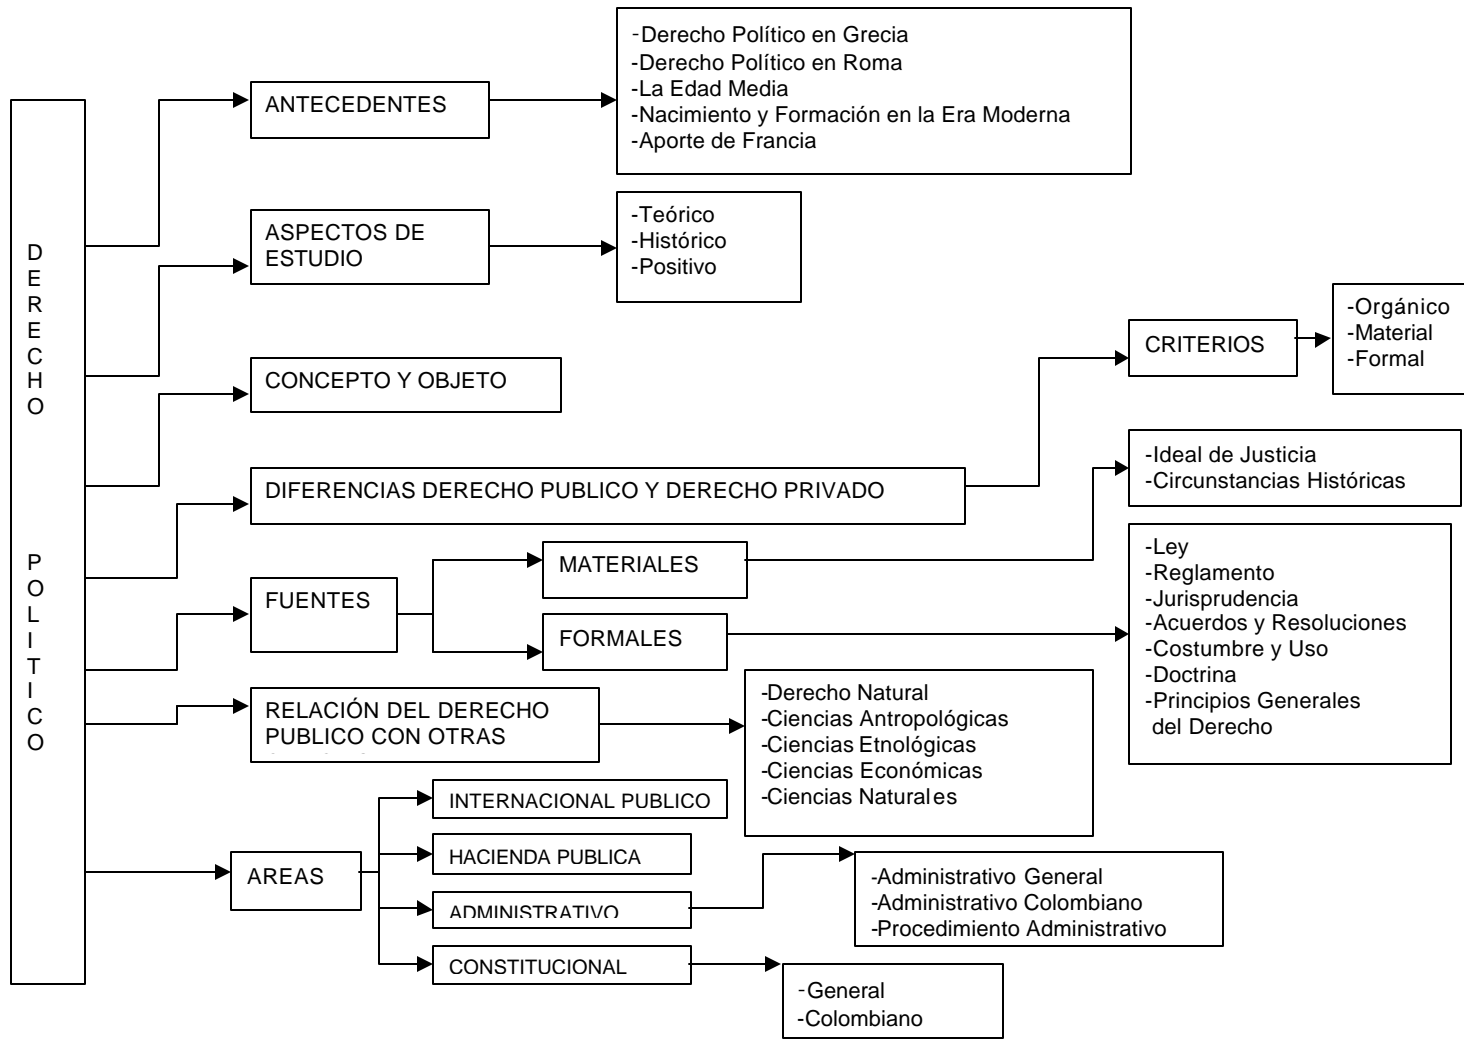 DERECHO POLITICO
ANTECEDENTES
-Derecho Político en Grecia
-Derecho Político en Roma
-La Edad Media
-Nacimiento y Formación en la Era Moderna
-Aporte de Francia
ASPECTOS DE
ESTUDIO
-Teórico
-Histórico
-Positivo
CONCEPTO Y OBJETO
DIFERENCIAS DERECHO PUBLICO Y DERECHO PRIVADO
CRITERIOS
-Orgánico
-Material
-Formal
FUENTES
MATERIALES
-Ideal de Justicia
-Circunstancias Históricas
FORMALES
-Ley
-Reglamento
-Jurisprudencia
-Acuerdos y Resoluciones
-Costumbre y Uso
-Doctrina
-Principios Generales
del Derecho
RELACIÓN DEL DERECHO
PUBLICO CON OTRAS
-Derecho Natural
-Ciencias Antropológicas
-Ciencias Etnológicas
-Ciencias Económicas
-Ciencias Naturales
AREAS
INTERNACIONAL PUBLICO
HACIENDA PUBLICA
ADMINISTRATIVO
-Administrativo General
-Administrativo Colombiano
-Procedimiento Administrativo
CONSTITUCIONAL
-General
-Colombiano